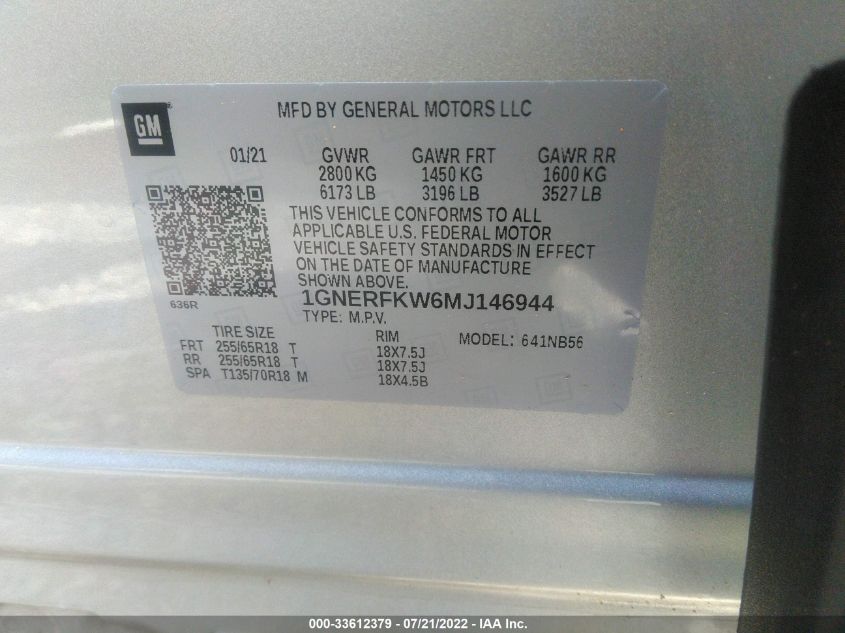 MFD BY GENERAL MOTORS LLC
GM
01/21 GVWR GAWR FRT GAWR RR
2800 KG 1450 KG 1600 KG
6173 LB 3196 LB 3527 LB
THIS VEHICLE CONFORMS TO ALL
APPLICABLE U.S. FEDERAL MOTOR
VEHICLE SAFETY STANDARDS IN EFFECT
ON THE DATE OF MANUFACTURE
SHOWN ABOVE.
636R
1GNERFKW6MJ146944
TYPE: M.P.V.
TIRE SIZE RIM MODEL: 641NB56
FRT 255/65R18 T 18X7.5J
RR 255/65R18 T 18X7.5J
SPA T135/70R18 M 18X4.5B
000-33612379 - 07/21/2022 - IAA Inc.